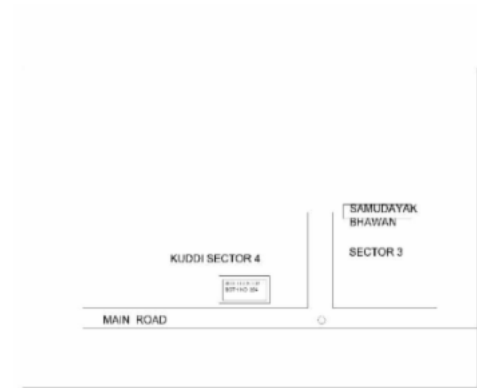 SAMUDAYAK
BHAWAN
SECTOR 3
KUDDI SECTOR 4
MAIN ROAD